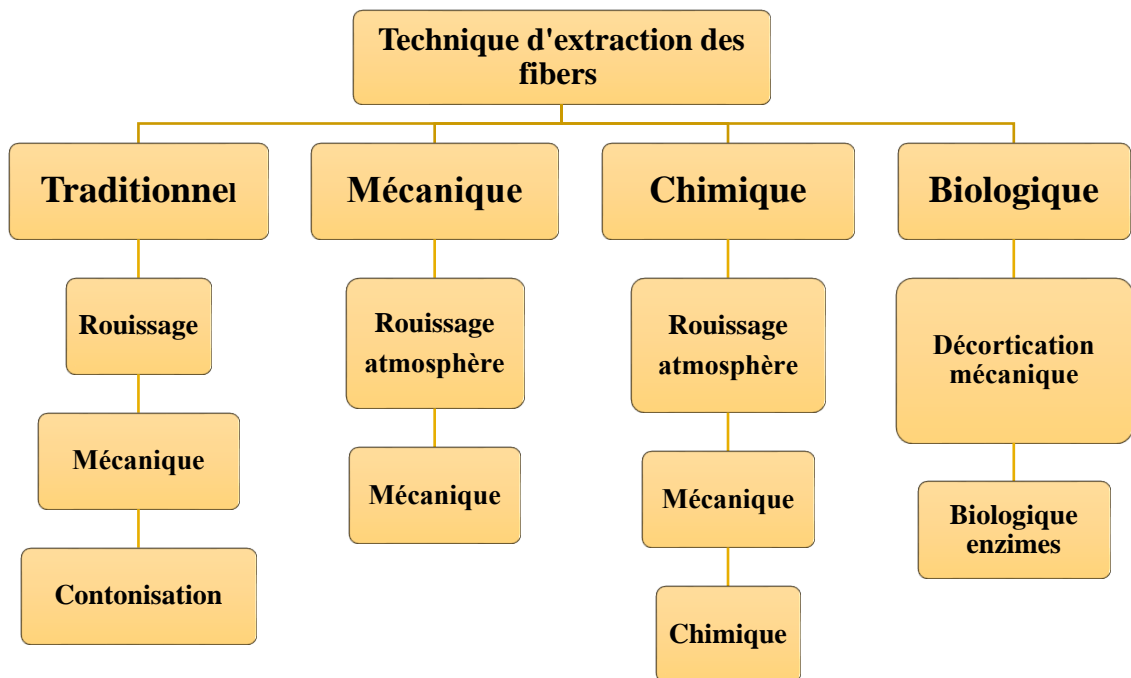 Technique d'extraction des
fibers
Traditionnel
Mécanique
Chimique
Biologique
Rouissage
Mécanique
Contonisation
Rouissage
atmosphère
Mécanique
Rouissage
atmosphère
Mécanique
Chimique
Décortication
mécanique
Biologique
enzimes